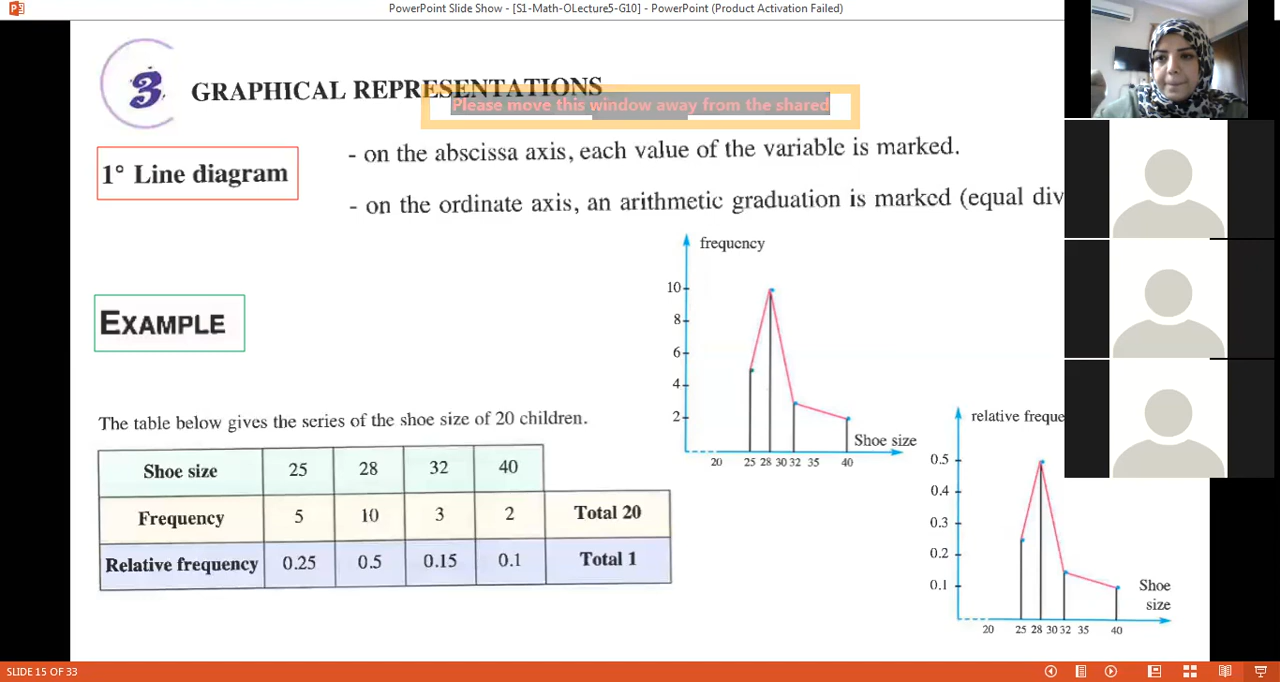 PowerPoint Slide Show - [S1-Math-OLecture5-G10] - PowerPoint (Product Activation Failed)
3 GRAPHICAL REPRESENTATIONS
Please move this window away from the shared
1° Line diagram
- on the abscissa axis, each value of the variable is marked.
- on the ordinate axis, an arithmetic graduation is marked (equal div
EXAMPLE
frequency
10
8
6
4
2
Shoe size
20 25 28 30 32 35 40
The table below gives the series of the shoe size of 20 children.
Shoe size 25 28 32 40
Frequency 5 10 3 2 Total 20
Relative frequency 0.25 0.5 0.15 0.1 Total 1
relative freque
0.5
0.4
0.3
0.2
0.1
Shoe
size
20 25 28 30 32 35 40
SLIDE 15 OF 33